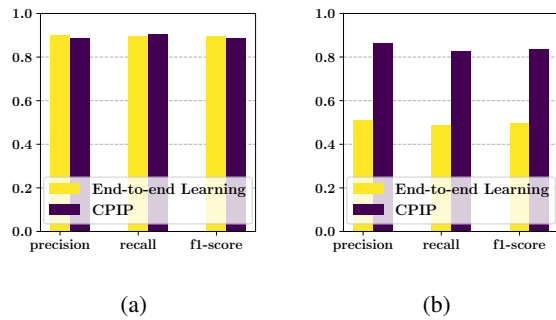 1.0
0.8
0.6
0.4
0.2
0.0
End-to-end Learning
CPIP
precision recall f1-score
(a)
1.0
0.8
0.6
0.4
0.2
0.0
End-to-end Learning
CPIP
precision recall f1-score
(b)